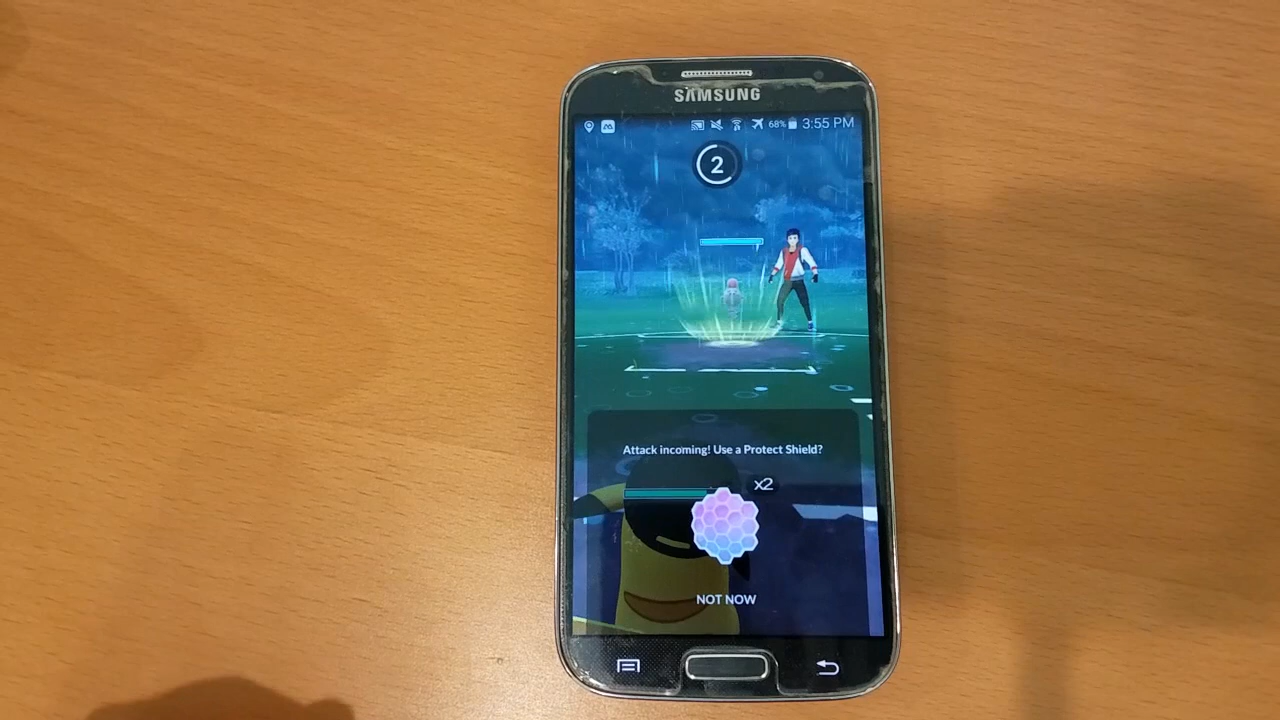 SAMSUNG
68% 3:55 PM
2
Attack incoming! Use a Protect Shield?
x2
NOT NOW